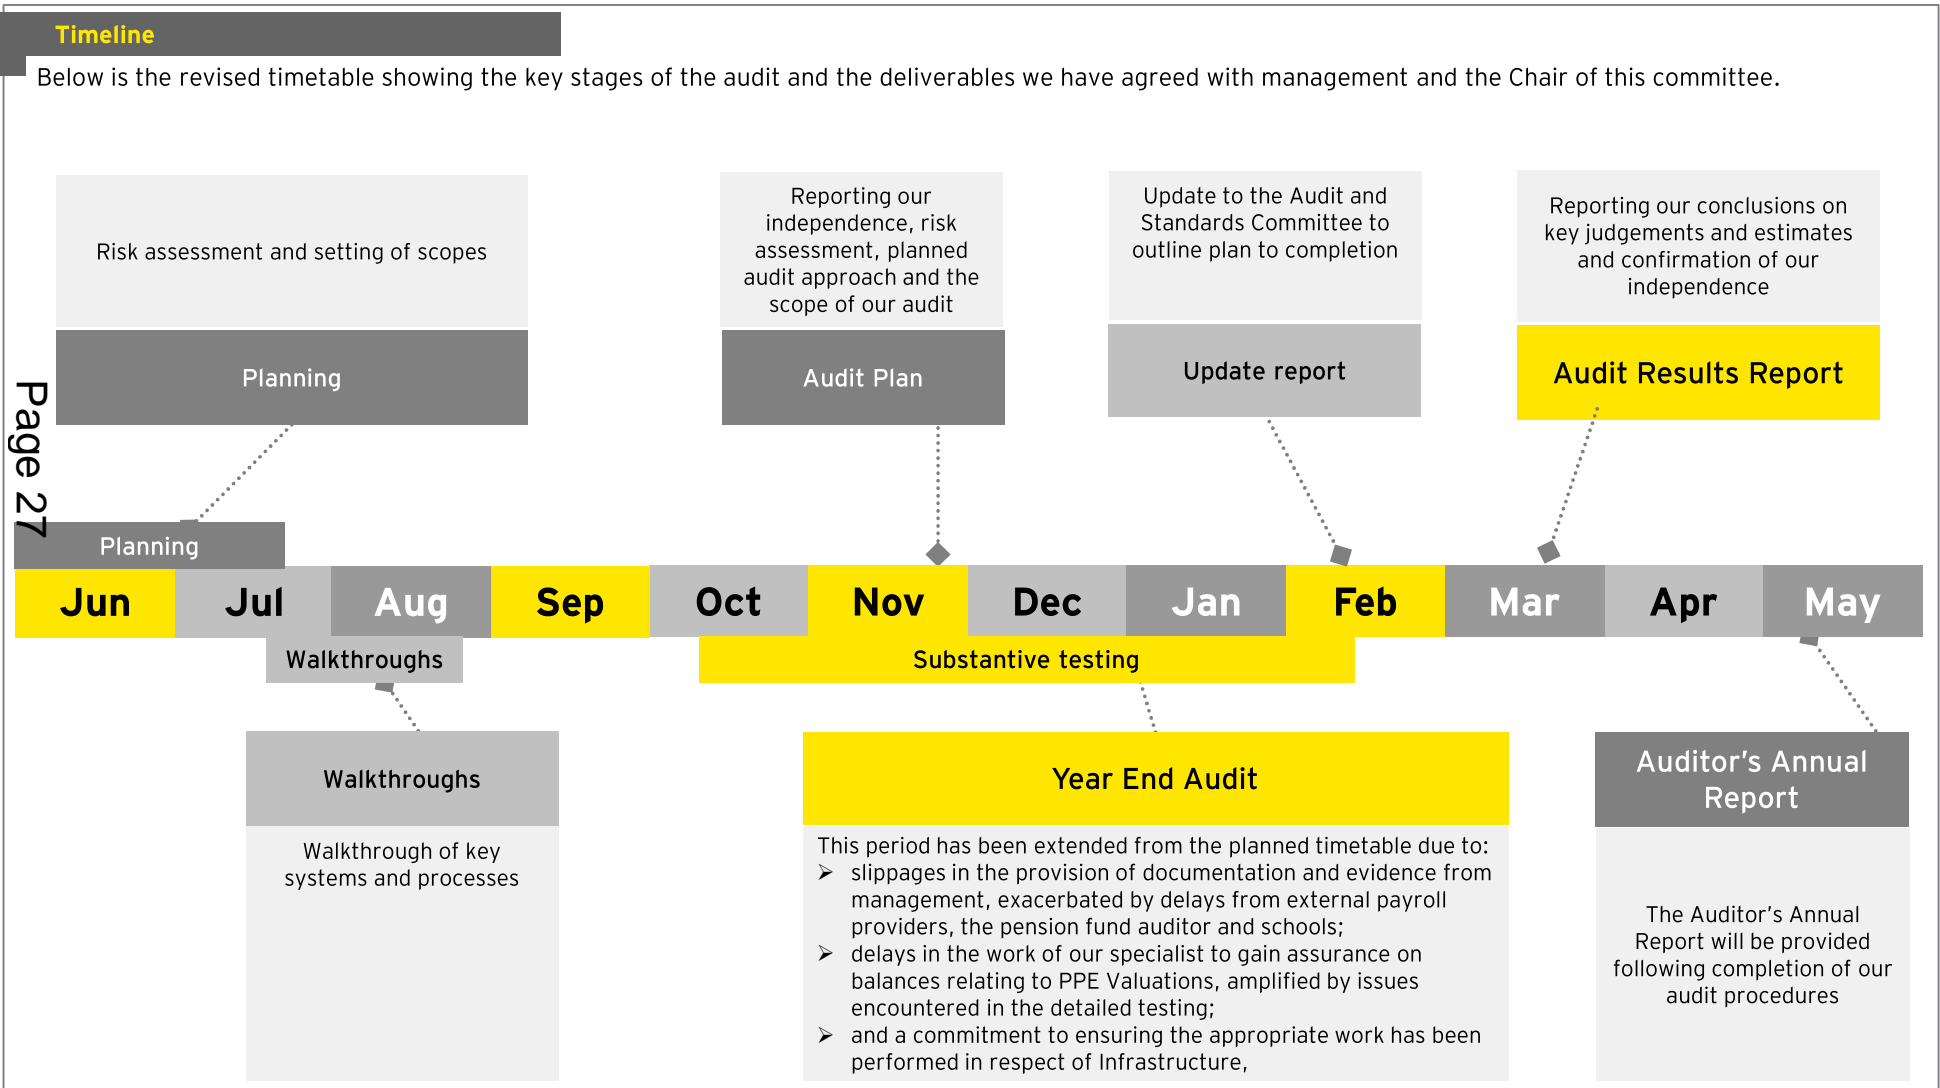 Timeline
Below is the revised timetable showing the key stages of the audit and the deliverables we have agreed with management and the Chair of this committee.
Risk assessment and setting of scopes
Planning
Reporting our
independence, risk
assessment, planned
audit approach and the
scope of our audit
Audit Plan
Update to the Audit and
Standards Committee to
outline plan to completion
Update report
Reporting our conclusions on
key judgements and estimates
and confirmation of our
independence
Audit Results Report
Page 27
Planning
Jun Jul Aug Sep Oct Nov Dec Jan Feb Mar Apr May
Walkthroughs
Substantive testing
Walkthroughs
Walkthrough of key
systems and processes
Year End Audit
This period has been extended from the planned timetable due to:
➢ slippages in the provision of documentation and evidence from
management, exacerbated by delays from external payroll
providers, the pension fund auditor and schools;
➢ delays in the work of our specialist to gain assurance on
balances relating to PPE Valuations, amplified by issues
encountered in the detailed testing;
➢ and a commitment to ensuring the appropriate work has been
performed in respect of Infrastructure,
Auditor’s Annual
Report
The Auditor’s Annual
Report will be provided
following completion of our
audit procedures